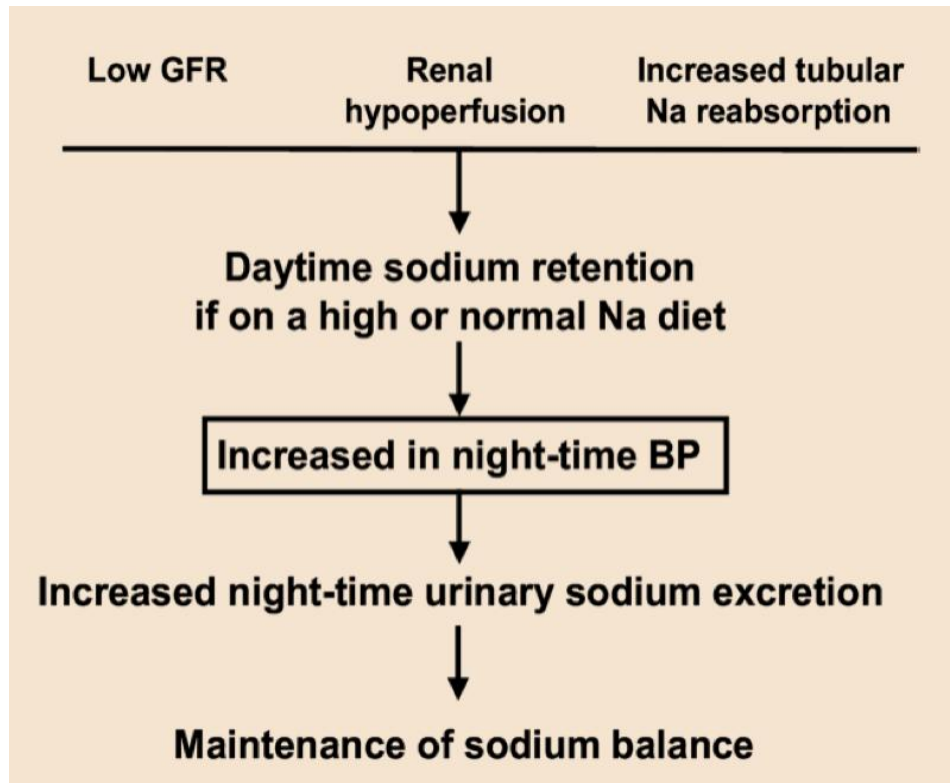 Low GFR
Renal
hypoperfusion
Increased tubular
Na reabsorption
Daytime sodium retention
if on a high or normal Na diet
Increased in night-time BP
Increased night-time urinary sodium excretion
Maintenance of sodium balance